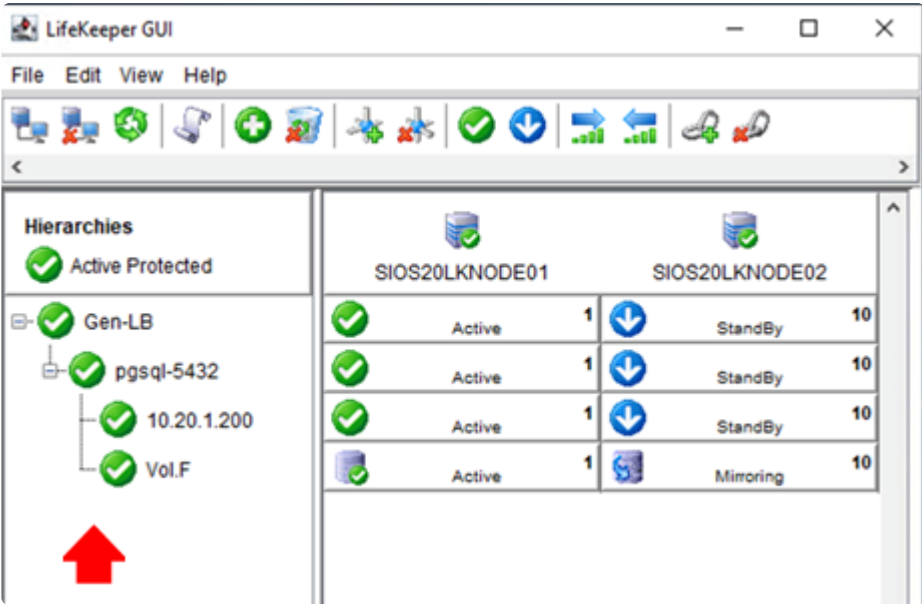 LifeKeeper GUI
File Edit View Help
Hierarchies
Active Protected
SIOS20LKNODE01 SIOS20LKNODE02
Gen-LB Active 1 StandBy 10
pgsql-5432 Active 1 StandBy 10
10.20.1.200 Active 1 StandBy 10
Vol.F Active 1 Mirroring 10